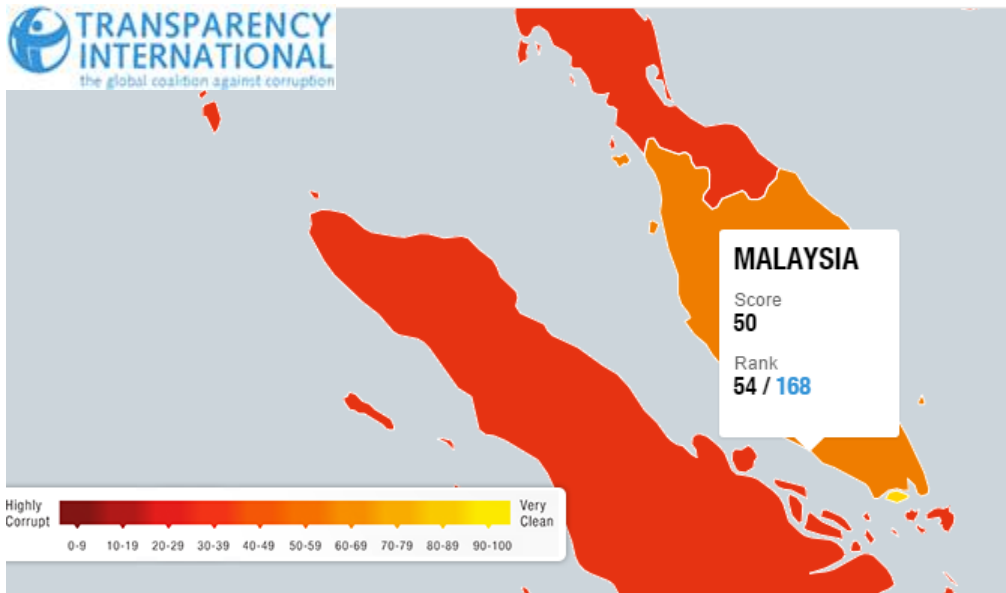 TRANSPARENCY
INTERNATIONAL
the global coalition against corruption
MALAYSIA
Score
50
Rank
54 / 168
Highly
Corrupt
Very
Clean
0-9 10-19 20-29 30-39 40-49 50-59 60-69 70-79 80-89 90-100